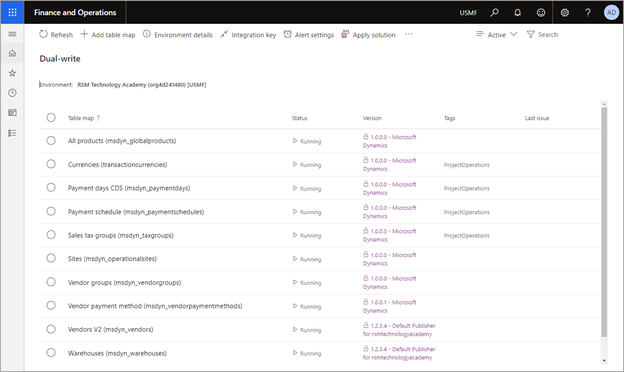 Finance and Operations
USMF
?
AD
Refresh
Add table map
Environment details
Integration key
Alert settings
Apply solution
...
Active
Search
Dual-write
Environment: RSM Technology Academy (org4d241480) [USMF]
Table map ↑
Status
Version
Tags
Last issue
All products (msdyn_globalproducts)
Running
1.0.0.0 - Microsoft
Dynamics
Currencies (transactioncurrencies)
Running
1.0.0.0 - Microsoft
Dynamics
ProjectOperations
Payment days CDS (msdyn_paymentdays)
Running
1.0.0.0 - Microsoft
Dynamics
ProjectOperations
Payment schedule (msdyn_paymentschedules)
Running
1.0.0.0 - Microsoft
Dynamics
ProjectOperations
Sales tax groups (msdyn_taxgroups)
Running
1.0.0.0 - Microsoft
Dynamics
ProjectOperations
Sites (msdyn_operationalsites)
Running
1.0.0.0 - Microsoft
Dynamics
Vendor groups (msdyn_vendorgroups)
Running
1.0.0.0 - Microsoft
Dynamics
Vendor payment method (msdyn_vendorpaymentmethods)
Running
1.0.0.1 - Microsoft
Dynamics
Vendors V2 (msdyn_vendors)
Running
1.2.3.4 - Default Publisher
for rsmtechnologyacademy
Warehouses (msdyn_warehouses)
Running
1.2.3.4 - Default Publisher
for rsmtechnologyacademy